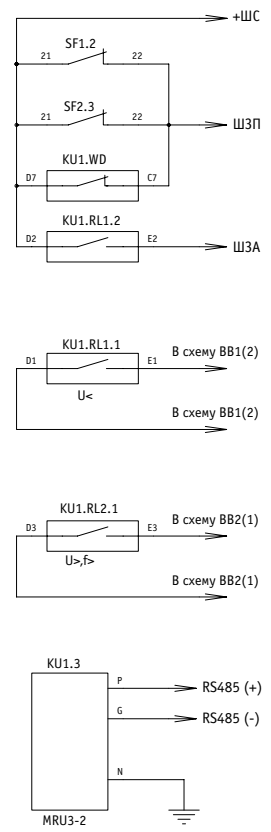 +ШС
SF1.2
21 22
SF2.3
21 22
ШЗП
KU1.WD
D7 C7
KU1.RL1.2
D2 E2
ШЗА
KU1.RL1.1
D1 E1
В схему ВВ1(2)
U<
В схему ВВ1(2)
KU1.RL2.1
D3 E3
В схему ВВ2(1)
U>,f>
В схему ВВ2(1)
KU1.3
P
RS485 (+)
G
RS485 (-)
N
MRU3-2